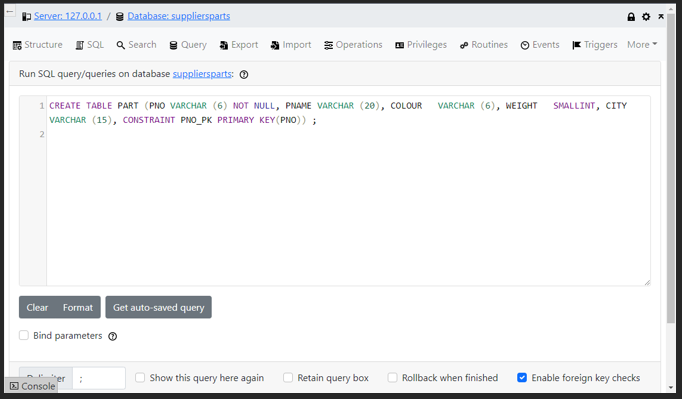 Server: 127.0.0.1 / Database: suppliersparts
Structure SQL Search Query Export Import Operations Privileges Routines Events Triggers More
Run SQL query/queries on database suppliersparts:
1 CREATE TABLE PART (PNO VARCHAR (6) NOT NULL, PNAME VARCHAR (20), COLOUR   VARCHAR (6), WEIGHT   SMALLINT, CITY
VARCHAR (15), CONSTRAINT PNO_PK PRIMARY KEY(PNO)) ;
2
Clear Format Get auto-saved query
Bind parameters
; Show this query here again Retain query box Rollback when finished Enable foreign key checks
Console